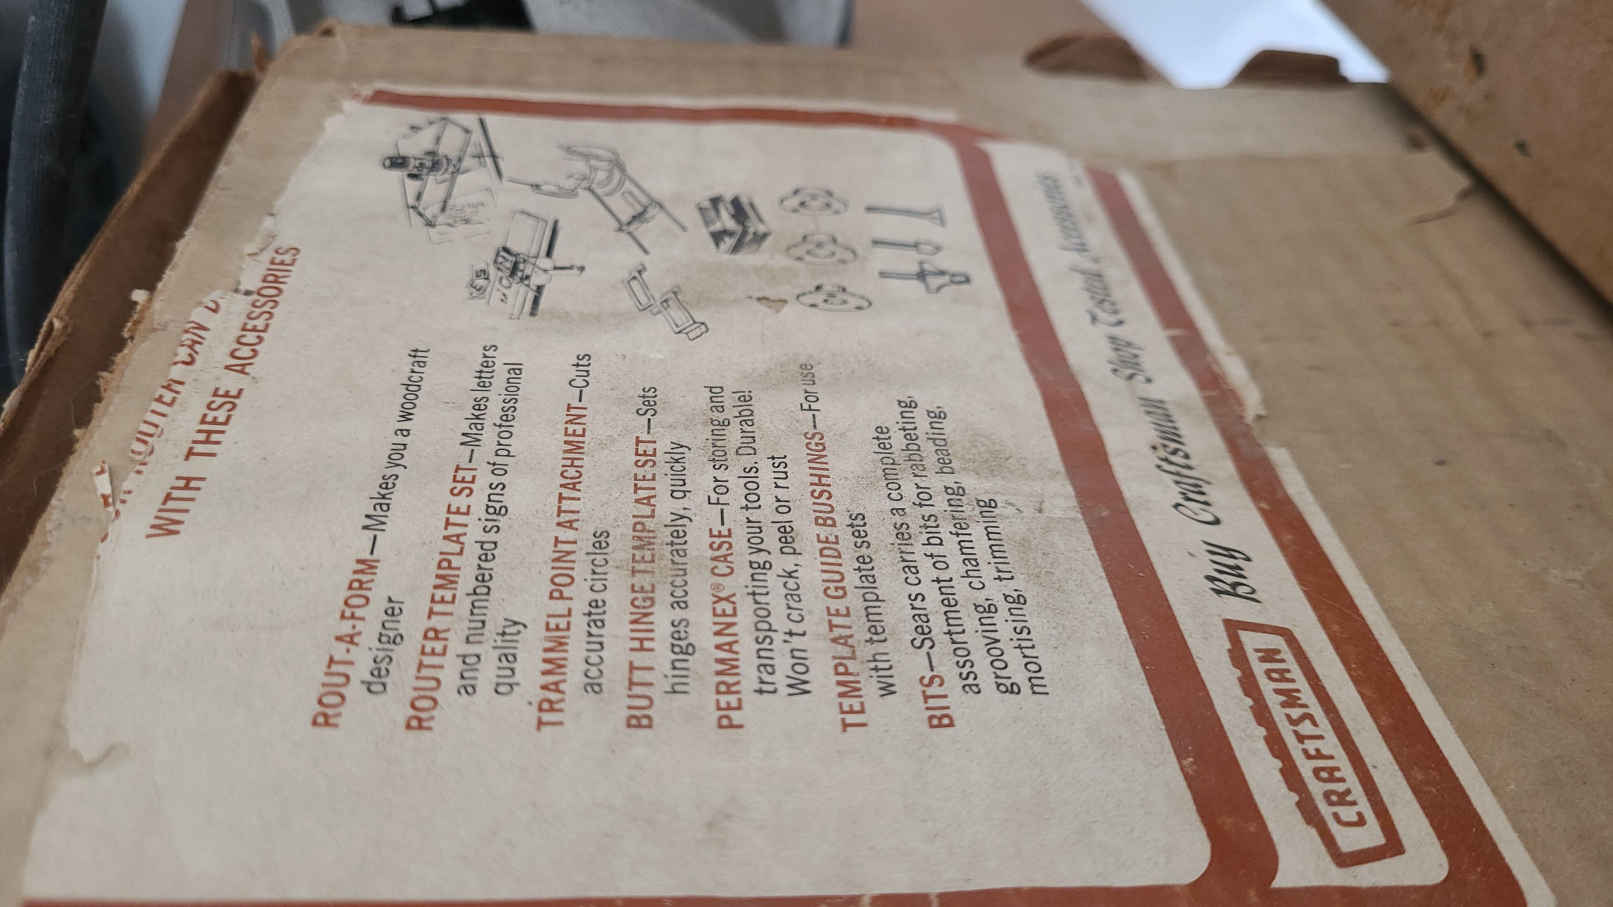 ROUTER CAN D
WITH THESE ACCESSORIES
ROUT-A-FORM—Makes you a woodcraft
designer
ROUTER TEMPLATE SET—Makes letters
and numbered signs of professional
quality
TRAMMEL POINT ATTACHMENT—Cuts
accurate circles
BUTT HINGE TEMPLATE SET—Sets
hinges accurately, quickly
PERMANEX® CASE—For storing and
transporting your tools. Durable!
Won't crack, peel or rust
TEMPLATE GUIDE BUSHINGS—For use
with template sets
BITS—Sears carries a complete
assortment of bits for rabbeting,
grooving, chamfering, beading,
mortising, trimming
CRAFTSMAN
Buy Craftsman Shop Tested Accessories